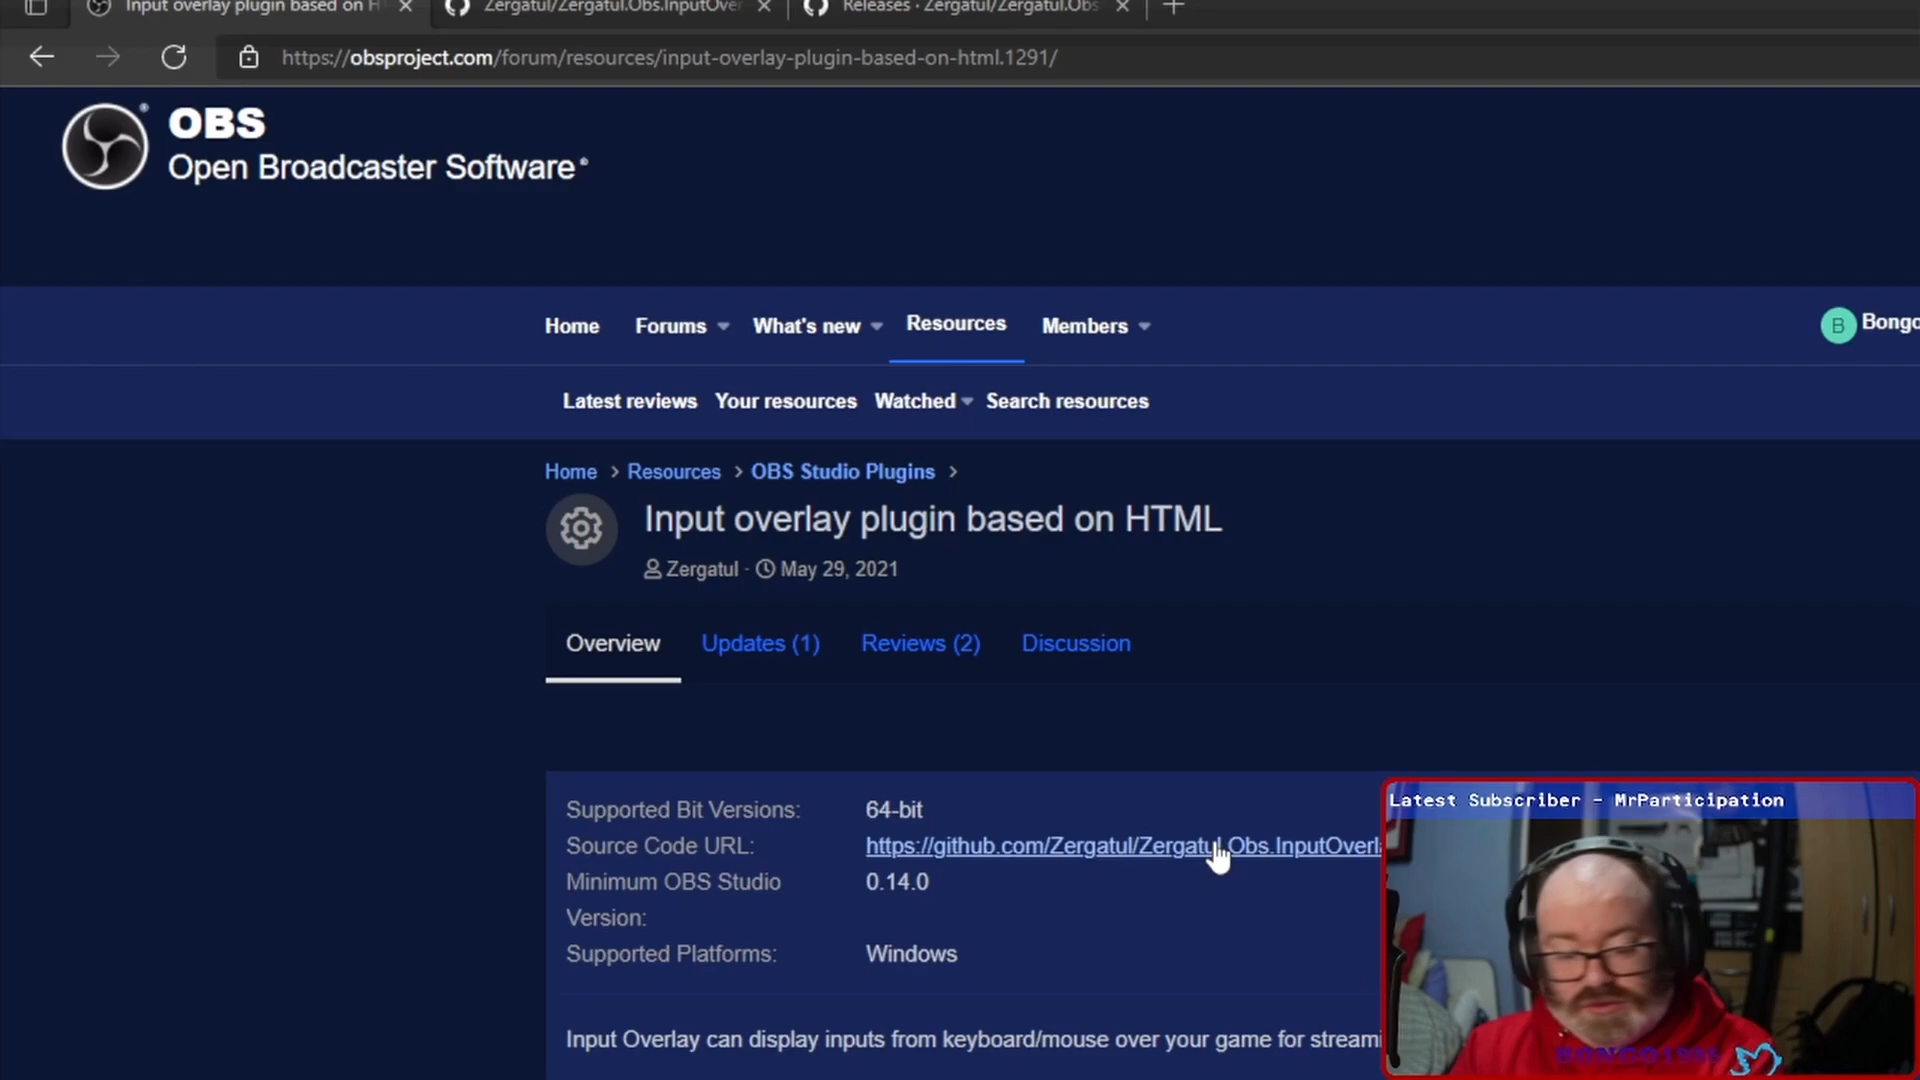 Input overlay plugin based on H
Zergatul/Zergatul.Obs.InputOver
Releases · Zergatul/Zergatul.Obs
https://obsproject.com/forum/resources/input-overlay-plugin-based-on-html.1291/
OBS
Open Broadcaster Software
Home Forums What's new Resources Members
B Bongo
Latest reviews Your resources Watched Search resources
Home > Resources > OBS Studio Plugins >
Input overlay plugin based on HTML
Zergatul · May 29, 2021
Overview Updates (1) Reviews (2) Discussion
Supported Bit Versions: 64-bit
Source Code URL: https://github.com/Zergatul/Zergatul.Obs.InputOverla
Minimum OBS Studio Version: 0.14.0
Supported Platforms: Windows
Input Overlay can display inputs from keyboard/mouse over your game for streami
Latest Subscriber - MrParticipation